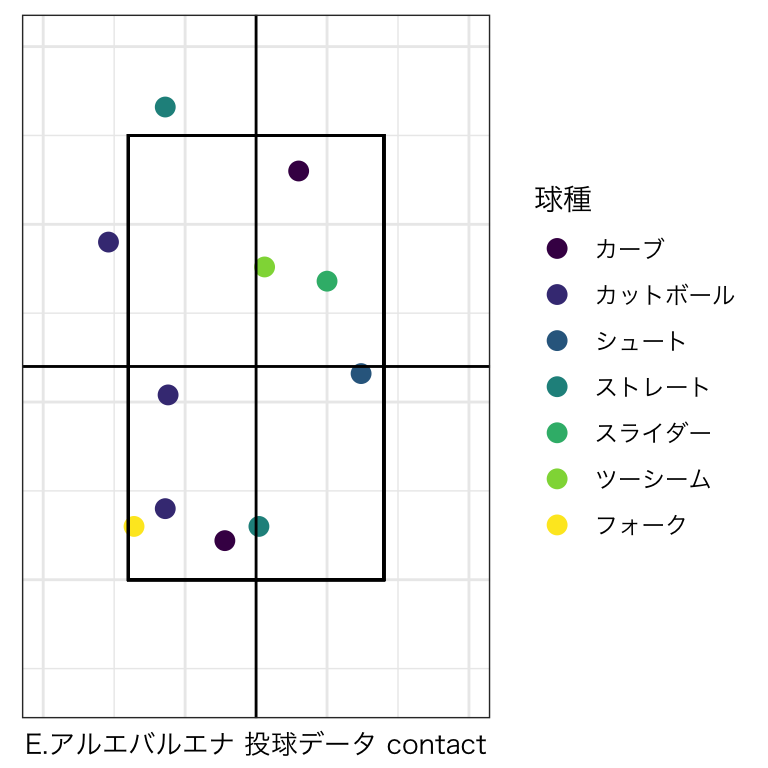 球種
カーブ
カットボール
シュート
ストレート
スライダー
ツーシーム
フォーク
E.アルエバルエナ 投球データ contact